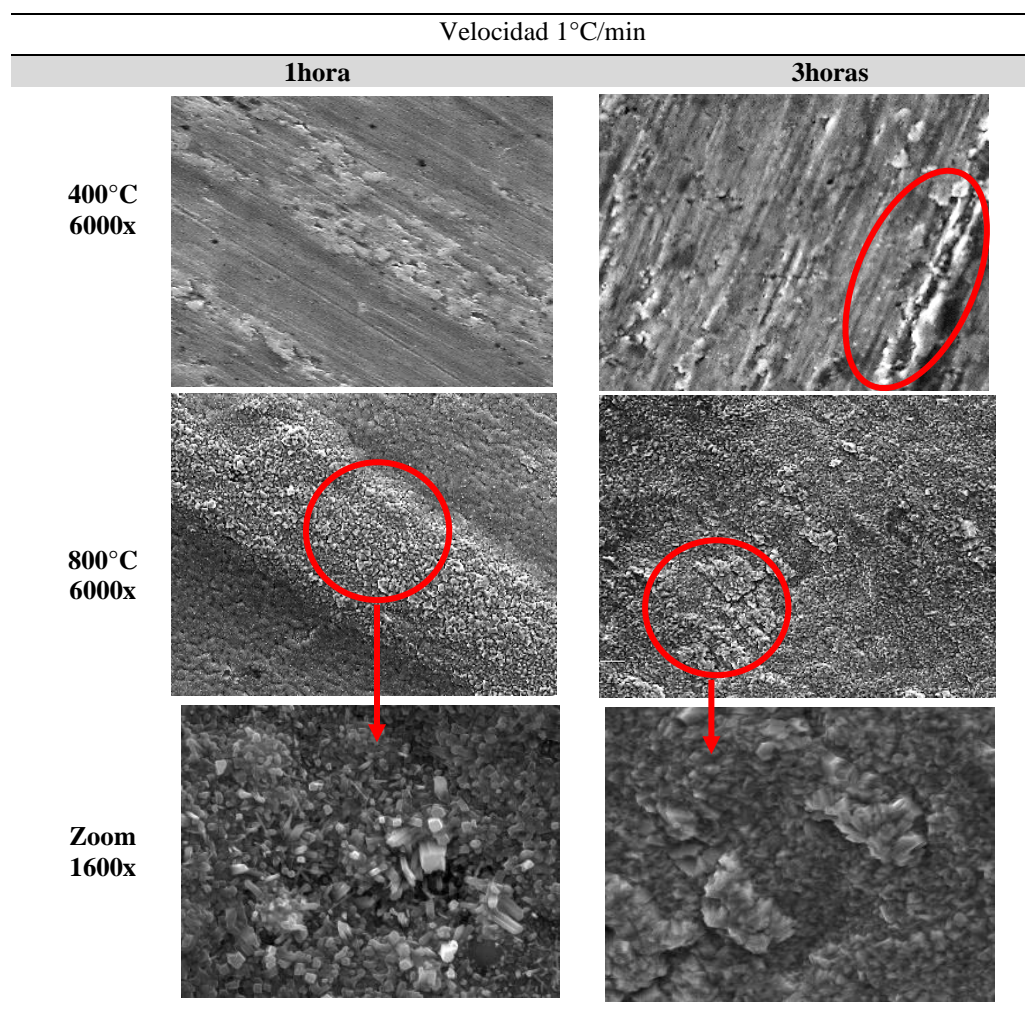 Velocidad 1°C/min
1hora 3horas
400°C
6000x
800°C
6000x
Zoom
1600x